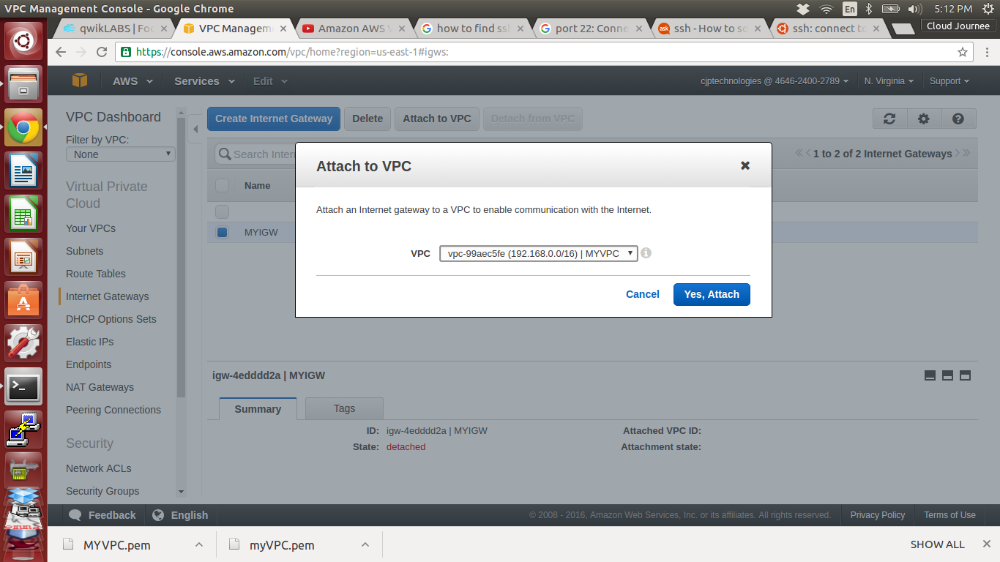 VPC Management Console - Google Chrome
En
5:12 PM
qwikLABS | Foc
VPC Managem
Amazon AWS V
how to find ssh
port 22: Conne
ssh - How to so
ssh: connect to
Cloud Journee
https://console.aws.amazon.com/vpc/home?region=us-east-1#igws:
AWS
Services
Edit
cjptechnologies @ 4646-2400-2789
N. Virginia
Support
VPC Dashboard
Filter by VPC:
None
Virtual Private
Cloud
Your VPCs
Subnets
Route Tables
Internet Gateways
DHCP Options Sets
Elastic IPs
Endpoints
NAT Gateways
Peering Connections
Security
Network ACLs
Security Groups
Create Internet Gateway
Delete
Attach to VPC
Detach from VPC
Search Inter
1 to 2 of 2 Internet Gateways
Name
MYIGW
Attach to VPC
Attach an Internet gateway to a VPC to enable communication with the Internet.
VPC
vpc-99aec5fe (192.168.0.0/16) | MYVPC
Cancel
Yes, Attach
igw-4edddd2a | MYIGW
Summary
Tags
ID: igw-4edddd2a | MYIGW
Attached VPC ID:
State: detached
Attachment state:
Feedback
English
© 2008 - 2016, Amazon Web Services, Inc. or its affiliates. All rights reserved.
Privacy Policy
Terms of Use
MYVPC.pem
myVPC.pem
SHOW ALL